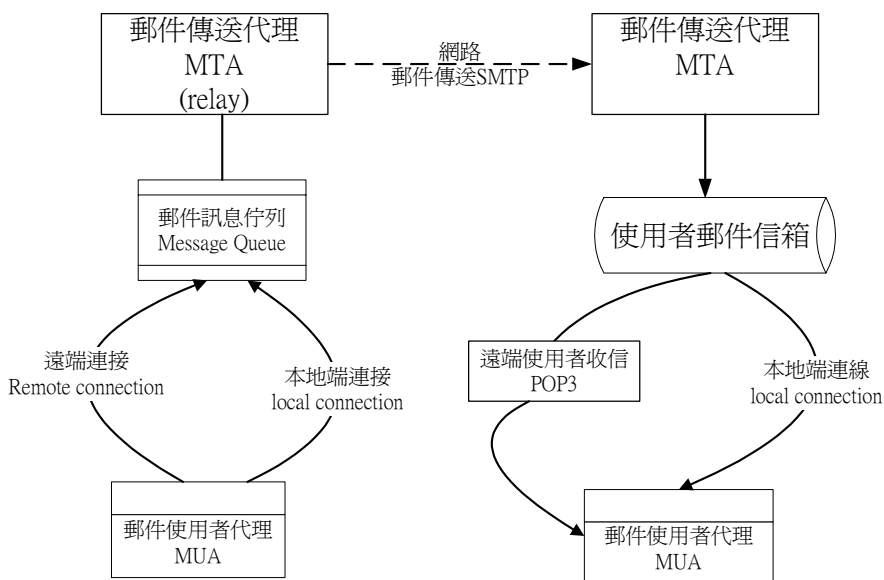 郵件傳送代理
MTA
(relay)
網路
郵件傳送SMTP
郵件傳送代理
MTA
郵件訊息佇列
Message Queue
使用者郵件信箱
遠端連接
Remote connection
本地端連接
local connection
遠端使用者收信
POP3
本地端連線
local connection
郵件使用者代理
MUA
郵件使用者代理
MUA